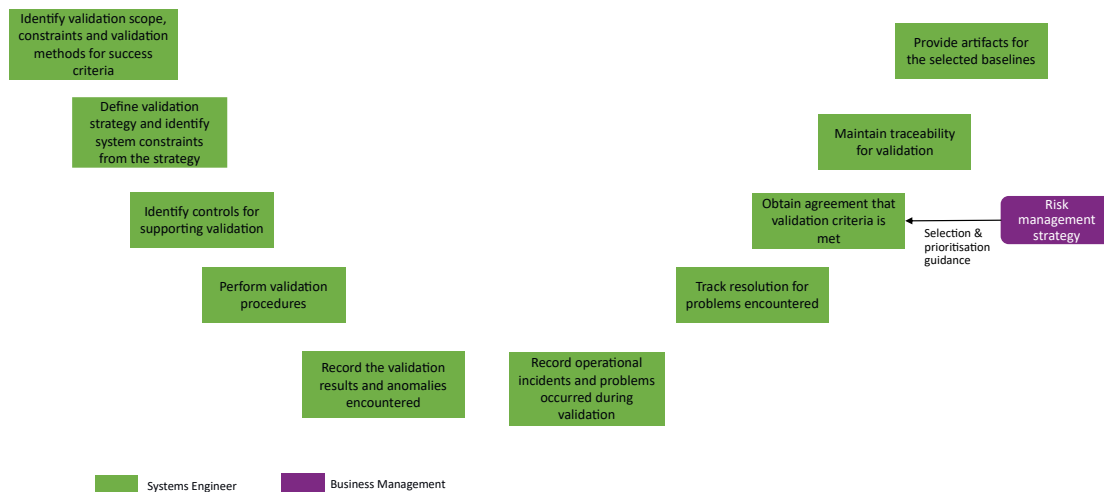 Identify validation scope,
constraints and validation
methods for success
criteria
Define validation
strategy and identify
system constraints
from the strategy
Identify controls for
supporting validation
Perform validation
procedures
Record the validation
results and anomalies
encountered
Record operational
incidents and problems
occurred during
validation
Track resolution for
problems encountered
Obtain agreement that
validation criteria is
met
Maintain traceability
for validation
Provide artifacts for
the selected baselines
Risk
management
strategy
Selection &
prioritisation
guidance
Systems Engineer
Business Management